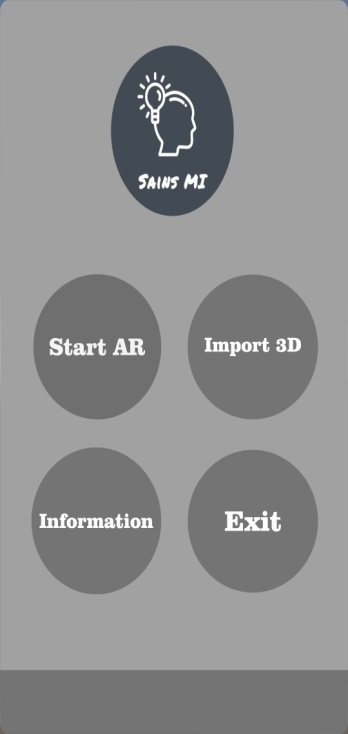 Sains MI
Start AR
Import 3D
Information
Exit